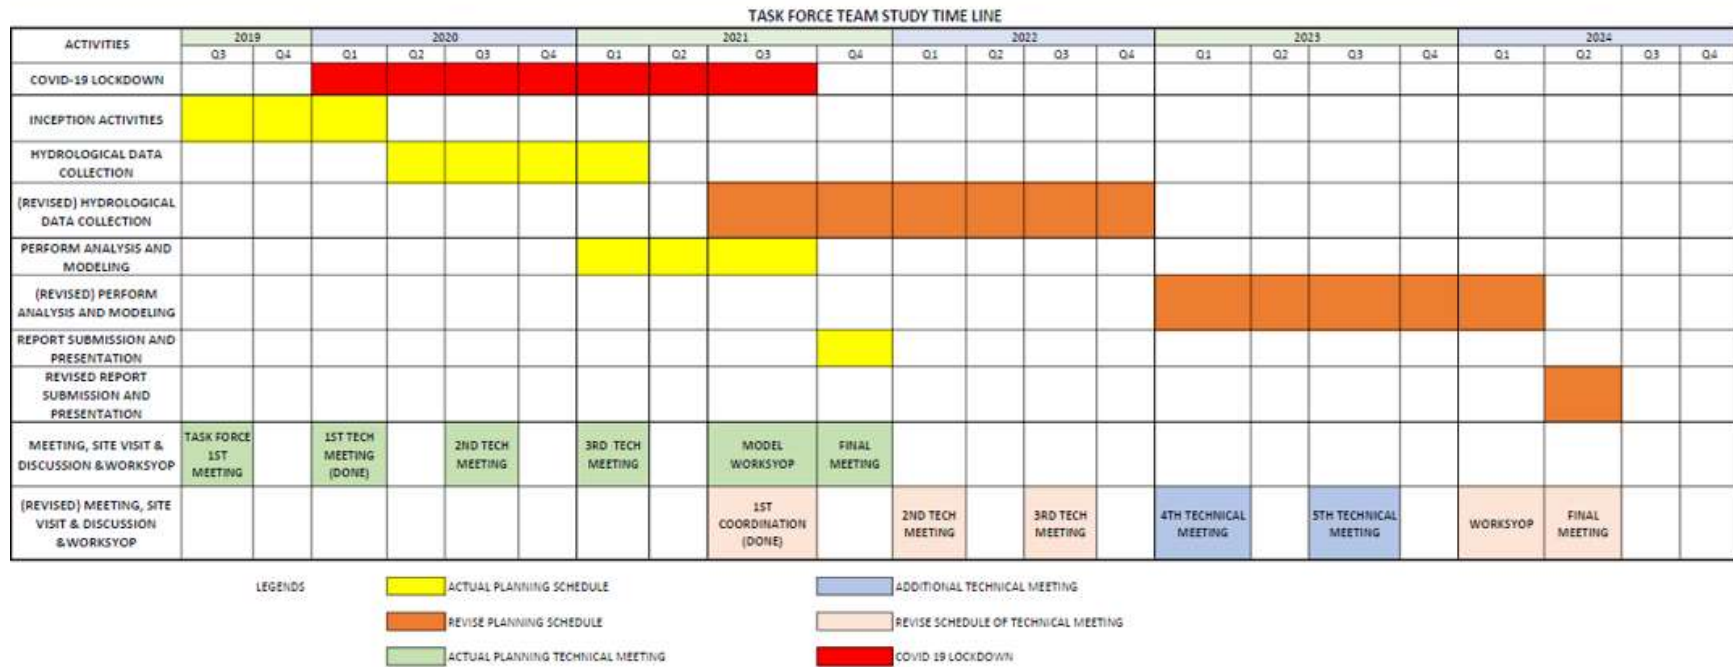 TASK FORCE TEAM STUDY TIME LINE
ACTIVITIES 2019 2020 2021 2022 2023 2024
Q3 Q4 Q1 Q2 Q3 Q4 Q1 Q2 Q3 Q4 Q1 Q2 Q3 Q4 Q1 Q2 Q3 Q4 Q1 Q2 Q3 Q4
COVID-19 LOCKDOWN
INCEPTION ACTIVITIES
HYDROLOGICAL DATA
COLLECTION
(REVISED) HYDROLOGICAL
DATA COLLECTION
PERFORM ANALYSIS AND
MODELING
(REVISED) PERFORM
ANALYSIS AND MODELING
REPORT SUBMISSION AND
PRESENTATION
REVISED REPORT
SUBMISSION AND
PRESENTATION
MEETING, SITE VISIT &
DISCUSSION &WORKSYOP
TASK FORCE
1ST
MEETING
1ST TECH
MEETING
(DONE)
2ND TECH
MEETING
3RD TECH
MEETING
MODEL
WORKSYOP
FINAL
MEETING
(REVISED) MEETING, SITE
VISIT & DISCUSSION
&WORKSYOP
1ST
COORDINATION
(DONE)
2ND TECH
MEETING
3RD TECH
MEETING
4TH TECHNICAL
MEETING
5TH TECHNICAL
MEETING
WORKSYOP
FINAL
MEETING
LEGENDS
ACTUAL PLANNING SCHEDULE
ADDITIONAL TECHNICAL MEETING
REVISE PLANNING SCHEDULE
REVISE SCHEDULE OF TECHNICAL MEETING
ACTUAL PLANNING TECHNICAL MEETING
COVID 19 LOCKDOWN